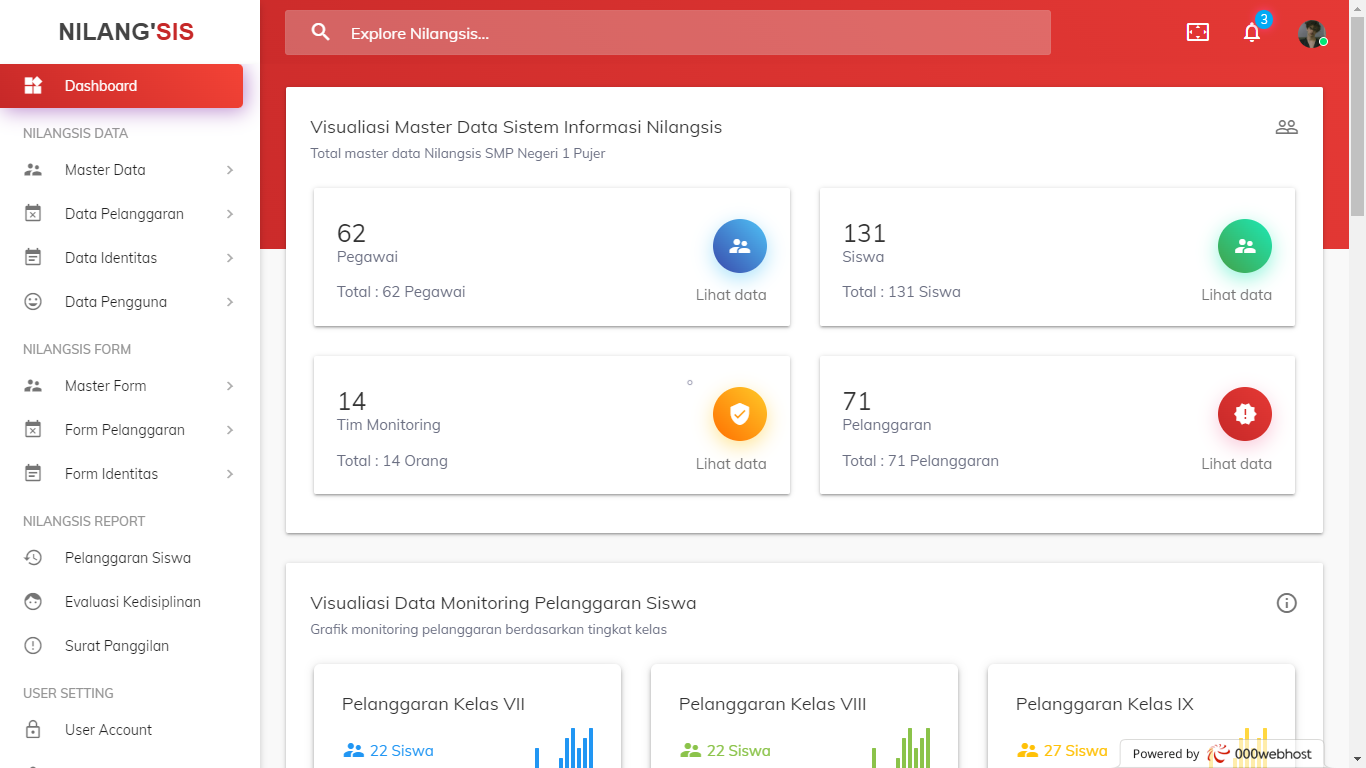 NILANG'SIS
Explore Nilangsis...
3
Dashboard
NILANGSIS DATA
Master Data
Data Pelanggaran
Data Identitas
Data Pengguna
NILANGSIS FORM
Master Form
Form Pelanggaran
Form Identitas
NILANGSIS REPORT
Pelanggaran Siswa
Evaluasi Kedisiplinan
Surat Panggilan
USER SETTING
User Account
Visualiasi Master Data Sistem Informasi Nilangsis
Total master data Nilangsis SMP Negeri 1 Pujer
62
Pegawai
Total : 62 Pegawai
Lihat data
131
Siswa
Total : 131 Siswa
Lihat data
14
Tim Monitoring
Total : 14 Orang
Lihat data
71
Pelanggaran
Total : 71 Pelanggaran
Lihat data
Visualiasi Data Monitoring Pelanggaran Siswa
Grafik monitoring pelanggaran berdasarkan tingkat kelas
Pelanggaran Kelas VII
22 Siswa
Pelanggaran Kelas VIII
22 Siswa
Pelanggaran Kelas IX
27 Siswa
Powered by 000webhost